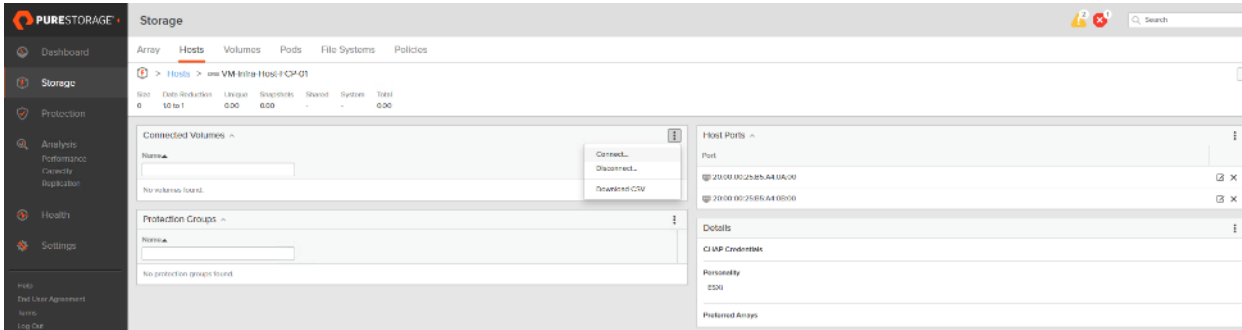 PURESTORAGE®
Storage
2
1
Search
Dashboard
Storage
Protection
Analysis
Performance
Capacity
Replication
Health
Settings
Help
End User Agreement
Terms
Log Out
Array Hosts Volumes Pods File Systems Policies
> Hosts > VM-Infra-Host-FCP-01
Size Data Reduction Unique Snapshots Shared System Total
0 1.0 to 1 0.00 0.00 - - 0.00
Connected Volumes
Name
No volumes found.
Connect...
Disconnect...
Download CSV
Protection Groups
Name
No protection groups found.
Host Ports
Port
20:00:00:25:B5:A4:0A:00
20:00:00:25:B5:A4:0B:00
Details
CHAP Credentials
Personality
ESXi
Preferred Arrays